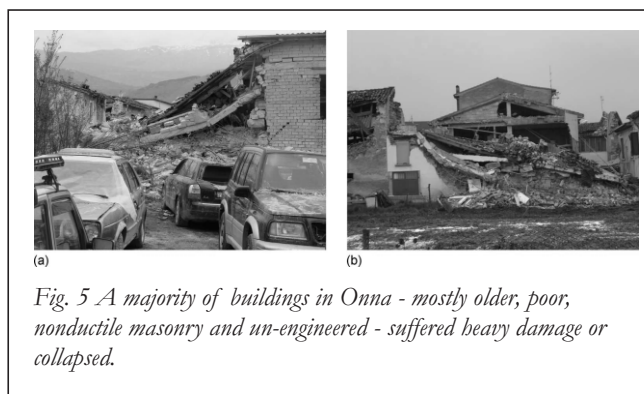 (a)
(b)
Fig. 5 A majority of buildings in Onna - mostly older, poor,
nonductile masonry and un-engineered - suffered heavy damage or
collapsed.